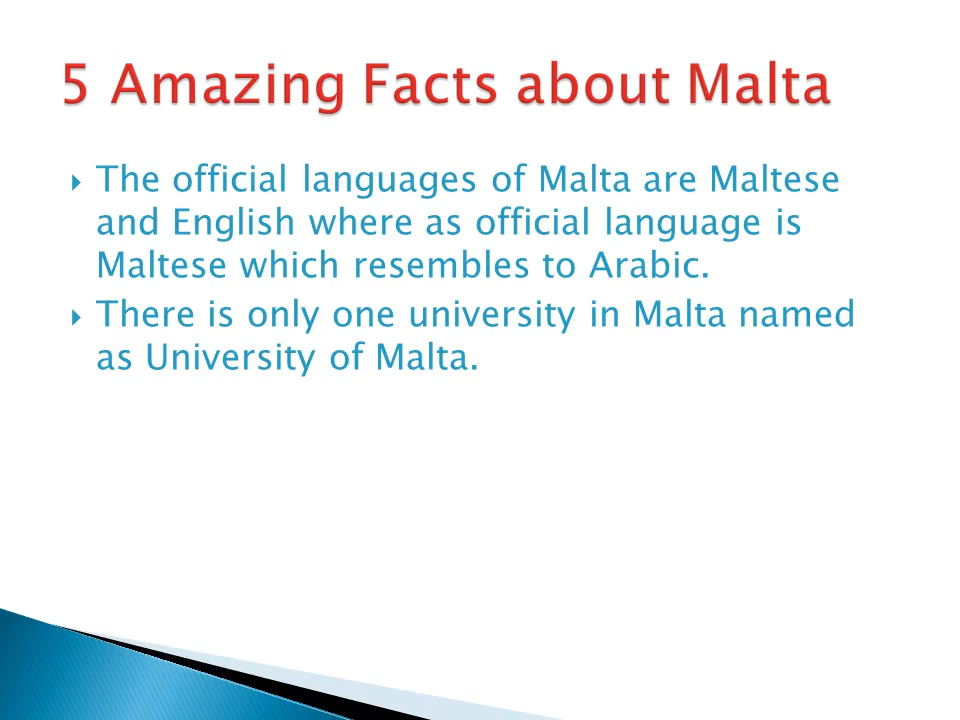 5 Amazing Facts about Malta
The official languages of Malta are Maltese
and English where as official language is
Maltese which resembles to Arabic.
There is only one university in Malta named
as University of Malta.